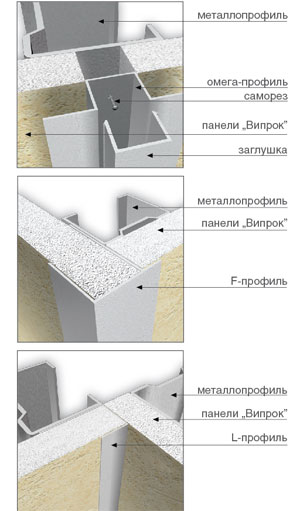 металлопрофиль
омега-профиль
саморез
панели „Випрок”
заглушка
металлопрофиль
панели „Випрок”
F-профиль
металлопрофиль
панели „Випрок”
L-профиль